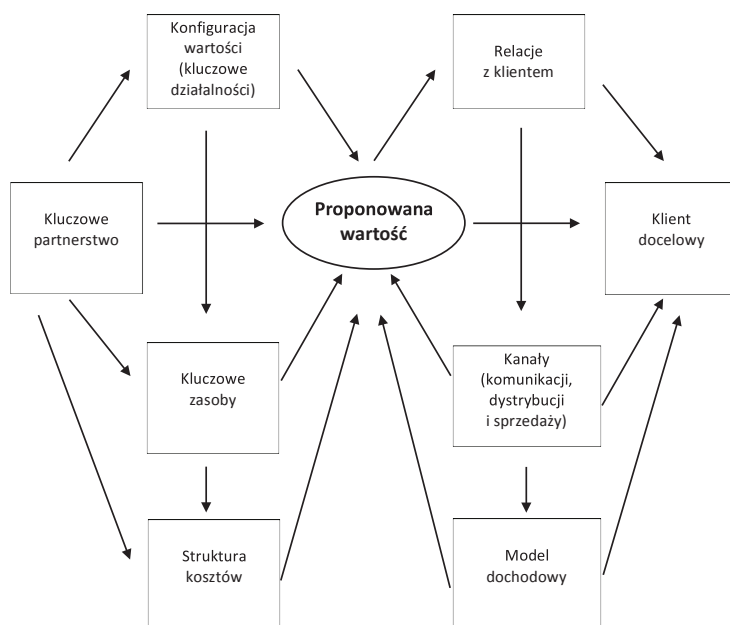 Konfiguracja
wartości
(kluczowe
działalności)
Relacje
z klientem
Kluczowe
partnerstwo
Proponowana
wartość
Klient
docelowy
Kluczowe
zasoby
Kanały
(komunikacji,
dystrybucji
i sprzedaży)
Struktura
kosztów
Model
dochodowy